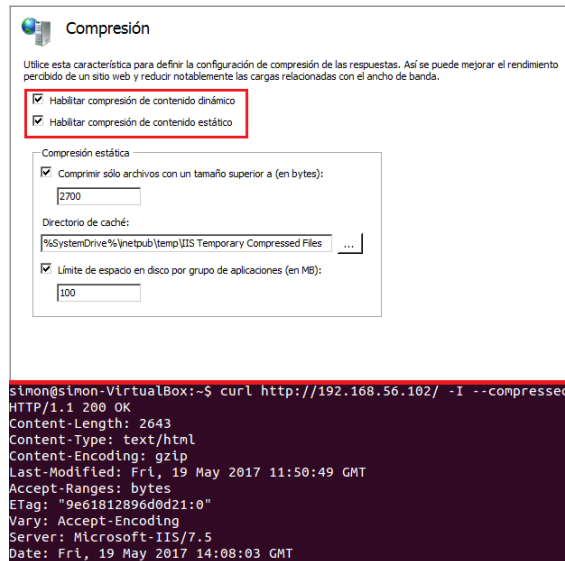 Compresión
Utilice esta característica para definir la configuración de compresión de las respuestas. Así se puede mejorar el rendimiento
percibido de un sitio web y reducir notablemente las cargas relacionadas con el ancho de banda.
Habilitar compresión de contenido dinámico
Habilitar compresión de contenido estático
Compresión estática
Comprimir sólo archivos con un tamaño superior a (en bytes):
2700
Directorio de caché:
%SystemDrive%\inetpub\temp\IIS Temporary Compressed Files ...
Límite de espacio en disco por grupo de aplicaciones (en MB):
100
simon@simon-VirtualBox:~$ curl http://192.168.56.102/ -I --compressed
HTTP/1.1 200 OK
Content-Length: 2643
Content-Type: text/html
Content-Encoding: gzip
Last-Modified: Fri, 19 May 2017 11:50:49 GMT
Accept-Ranges: bytes
ETag: "9e61812896d0d21:0"
Vary: Accept-Encoding
Server: Microsoft-IIS/7.5
Date: Fri, 19 May 2017 14:08:03 GMT